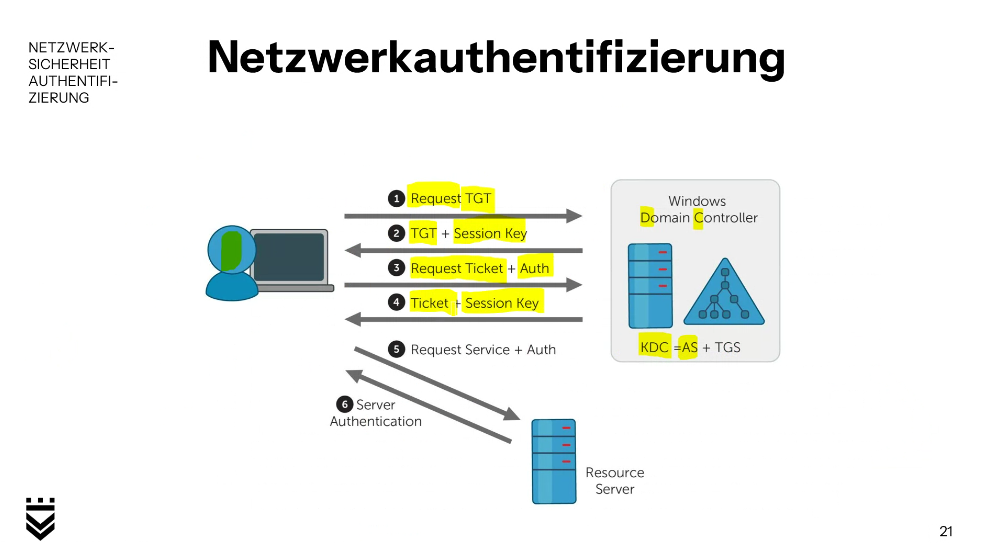 NETZWERK-
SICHERHEIT
AUTHENTIFI-
ZIERUNG
Netzwerkauthentifizierung
1 Request TGT
2 TGT + Session Key
3 Request Ticket + Auth
4 Ticket + Session Key
5 Request Service + Auth
6 Server
Authentication
Windows
Domain Controller
KDC =AS + TGS
Resource
Server
21